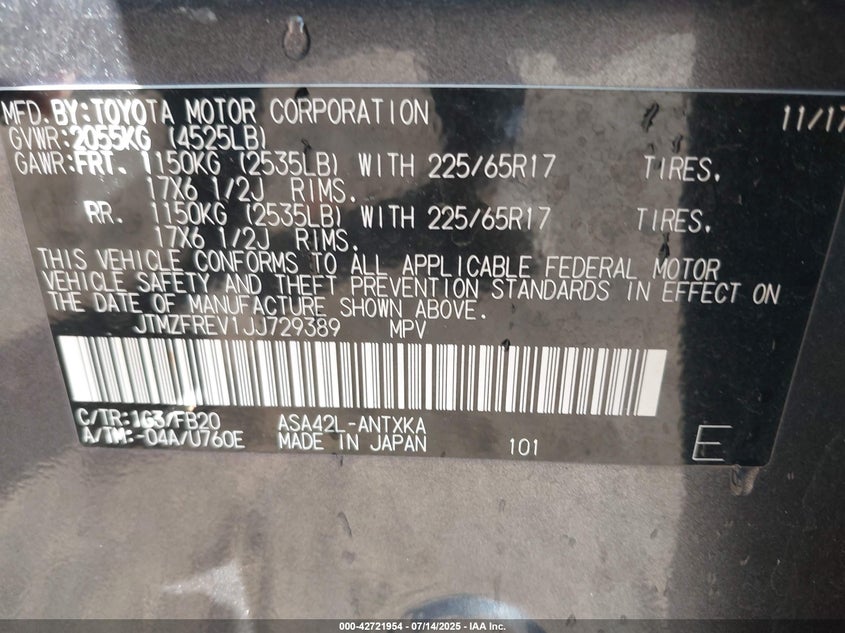 MFD.BY:TOYOTA MOTOR CORPORATION 11/17
GVWR:2055KG (4525LB)
GAWR:FRT. 1150KG (2535LB) WITH 225/65R17 TIRES.
17X6 1/2J RIMS.
RR. 1150KG (2535LB) WITH 225/65R17 TIRES.
17X6 1/2J RIMS.
THIS VEHICLE CONFORMS TO ALL APPLICABLE FEDERAL MOTOR
VEHICLE SAFETY AND THEFT PREVENTION STANDARDS IN EFFECT ON
THE DATE OF MANUFACTURE SHOWN ABOVE.
JTMZFREV1JJ729389 MPV
C/TR:1G3/FB20 ASA42L-ANTXKA
A/TM:-04A/U760E MADE IN JAPAN 101 E
000-42721954 - 07/14/2025 - IAA Inc.